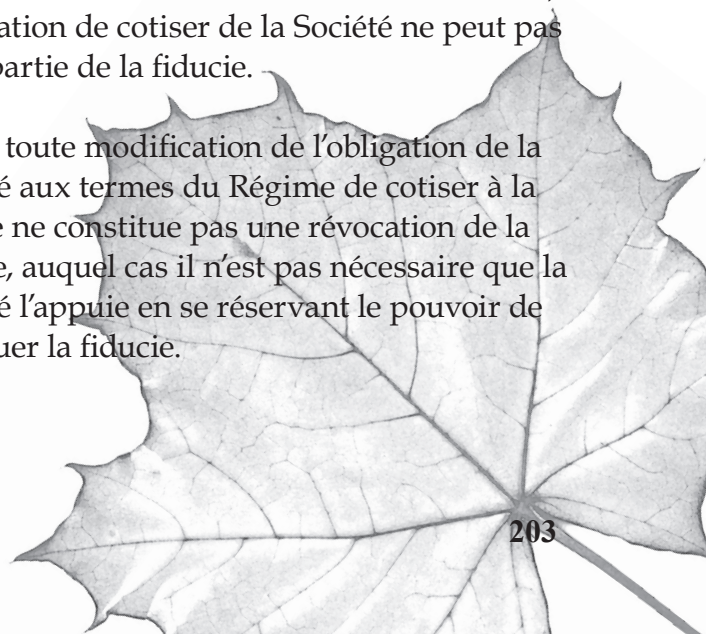 ation de cotiser de la Société ne peut pas
partie de la fiducie.
toute modification de l’obligation de la
é aux termes du Régime de cotiser à la
e ne constitue pas une révocation de la
e, auquel cas il n’est pas nécessaire que la
é l’appuie en se réservant le pouvoir de
uer la fiducie.
203